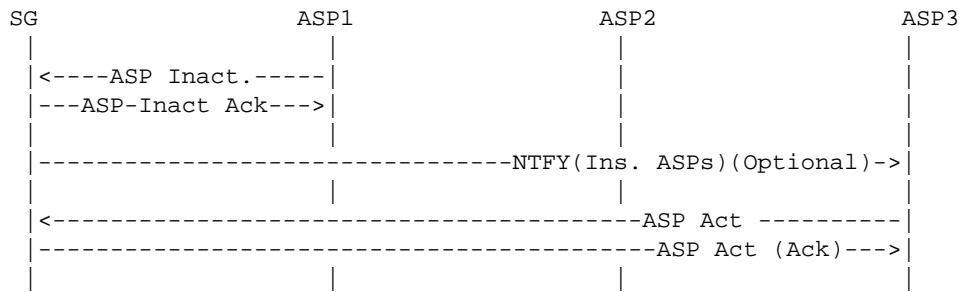 SG                  ASP1                ASP2               ASP3
 |                    |                   |                   |
 |<----ASP Inact.-----|                   |                   |
 |---ASP-Inact Ack--->|                   |                   |
 |                    |                   |                   |
 |---------------------------------NTFY(Ins. ASPs)(Optional)->|
 |                    |                   |                   |
 |<------------------------------------------ASP Act ----------|
 |-------------------------------------------ASP Act (Ack)--->|
 |                    |                   |                   |